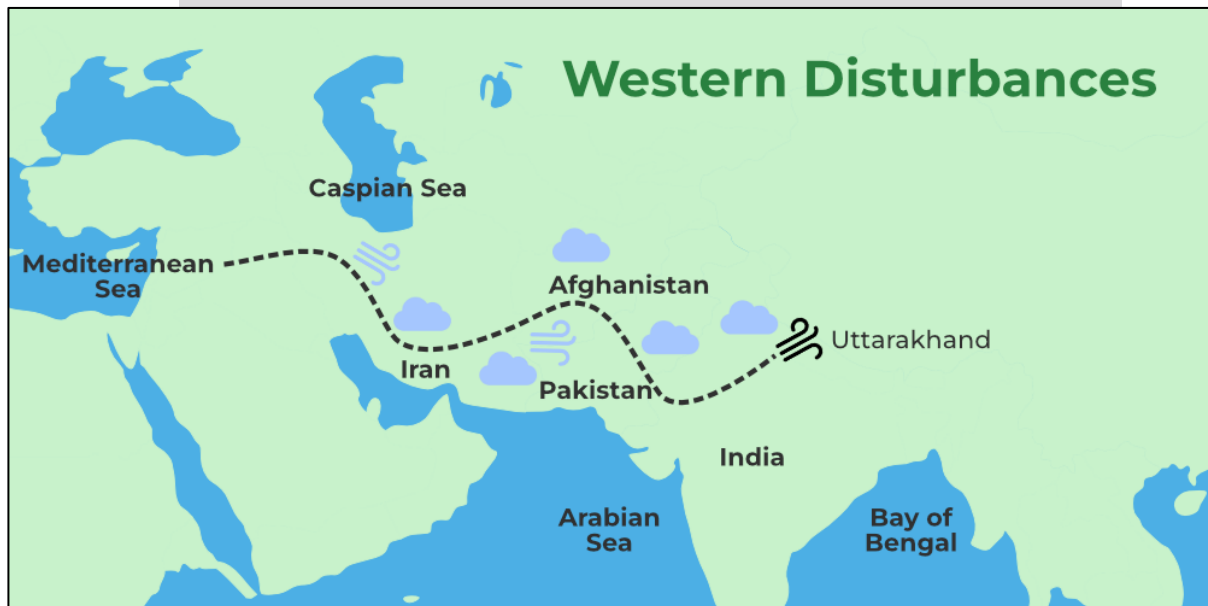 Western Disturbances
Caspian Sea
Mediterranean
Sea
Afghanistan
Uttarakhand
Iran
Pakistan
India
Arabian
Sea
Bay of
Bengal